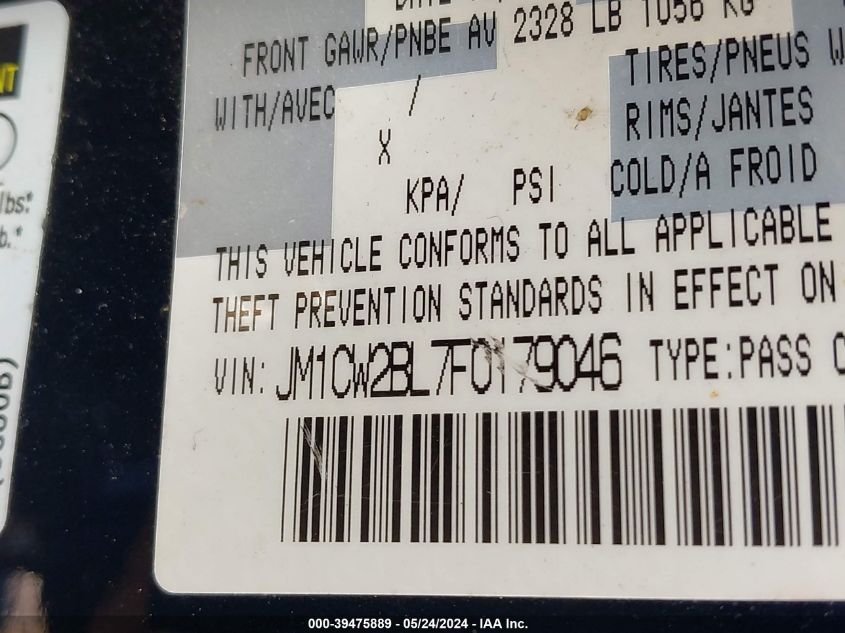 FRONT GAWR/PNBE AV 2328 LB 1056 KG
TIRES/PNEUS
WITH/AVEC /
RIMS/JANTES
X
KPA/ PSI COLD/A FROID
THIS VEHICLE CONFORMS TO ALL APPLICABLE
THEFT PREVENTION STANDARDS IN EFFECT ON
VIN: JM1CW2BL7F0179046 TYPE:PASS
lbs.*
b.*
000-39475889 - 05/24/2024 - IAA Inc.